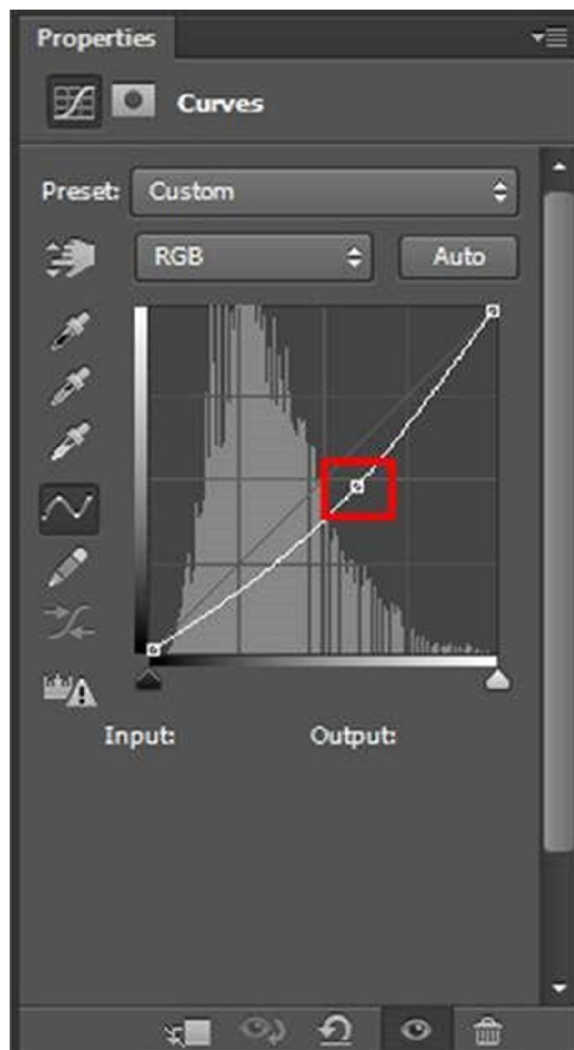 Properties
Curves
Preset: Custom
RGB Auto
Input: Output: